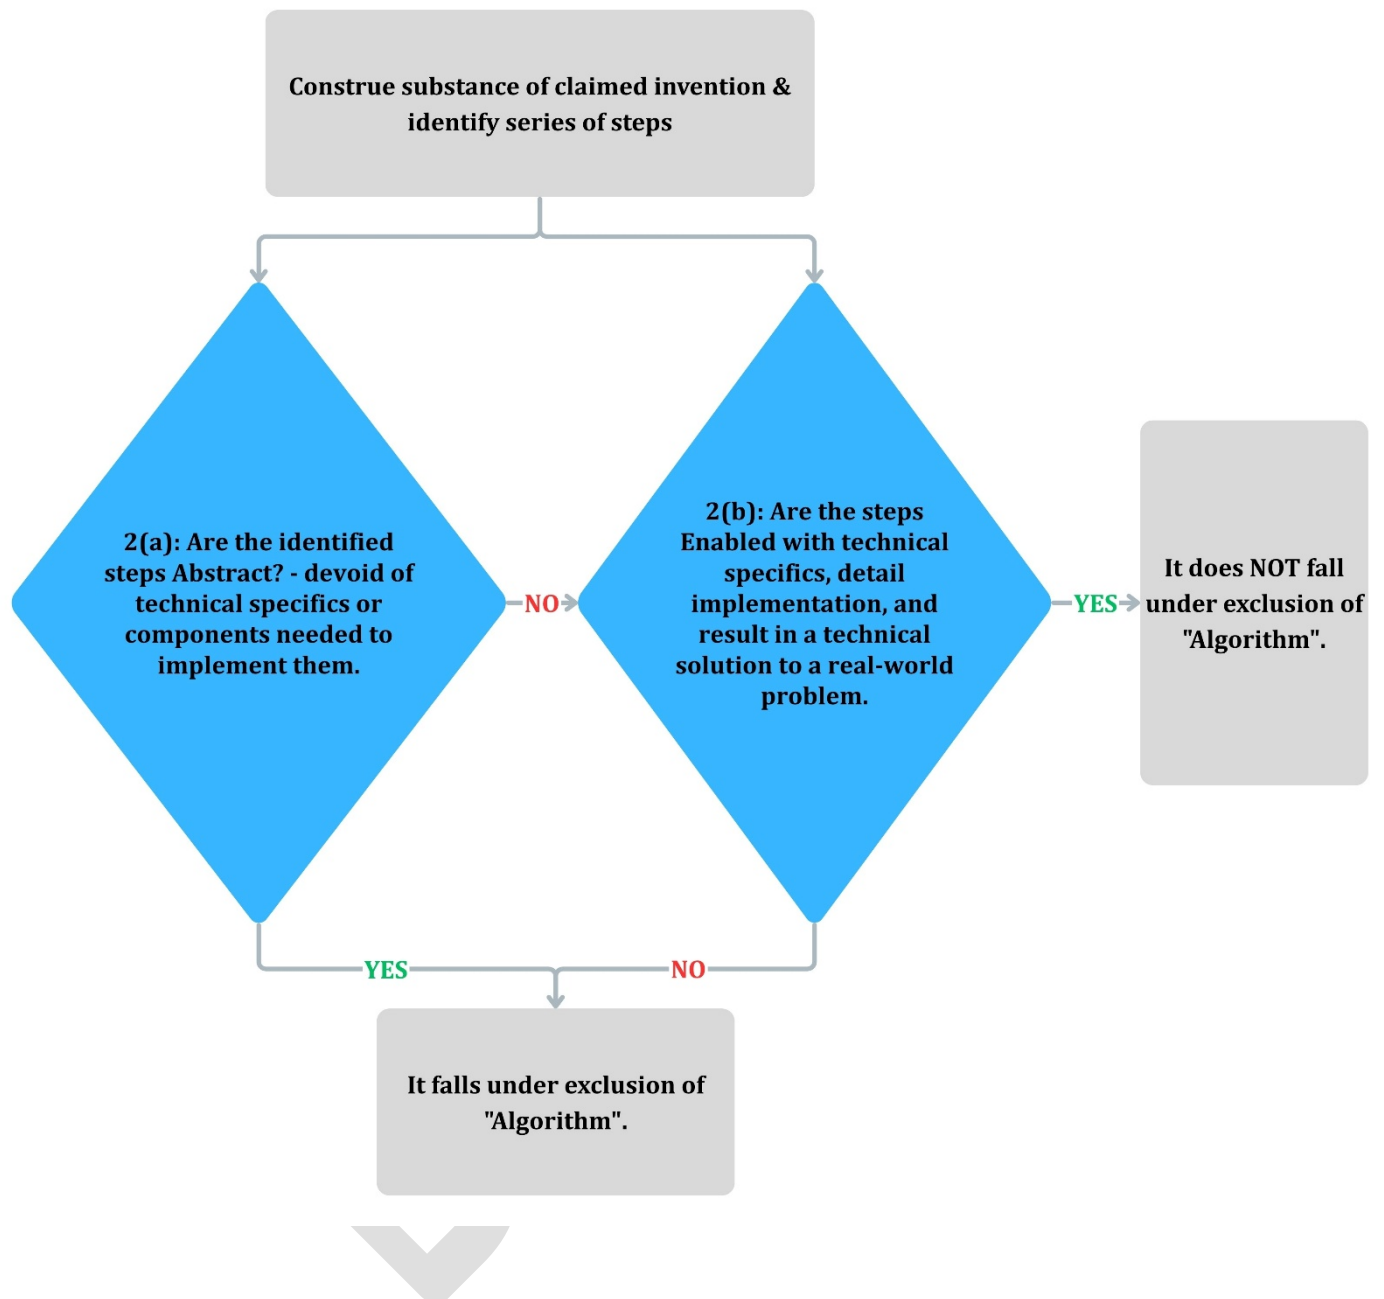 Construe substance of claimed invention &
identify series of steps
2(a): Are the identified
steps Abstract? - devoid of
technical specifics or
components needed to
implement them.
NO
2(b): Are the steps
Enabled with technical
specifics, detail
implementation, and
result in a technical
solution to a real-world
problem.
YES
It does NOT fall
under exclusion of
"Algorithm".
YES
NO
It falls under exclusion of
"Algorithm".